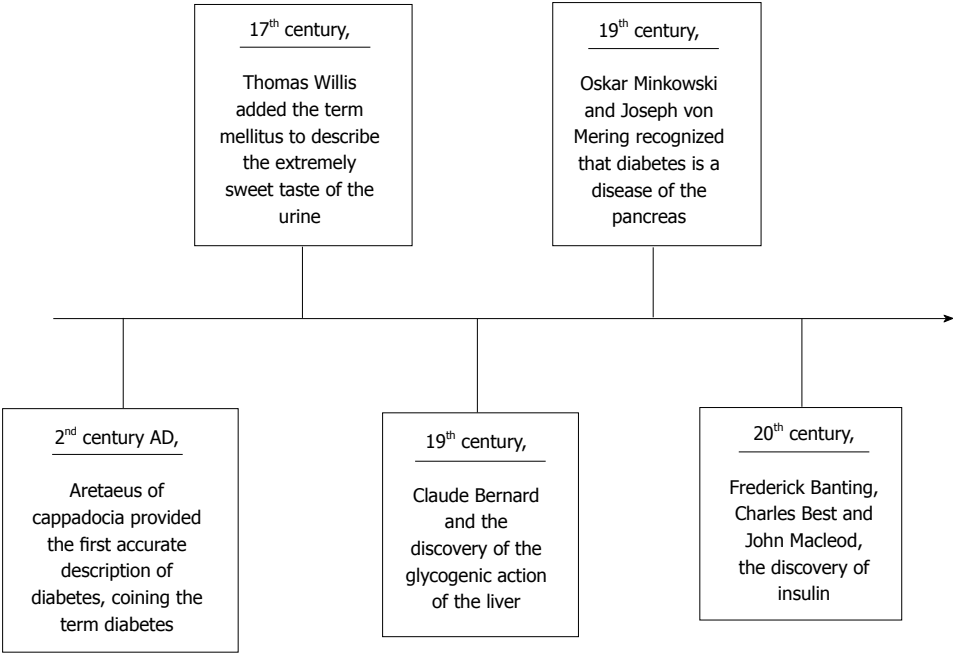 17th century,
Thomas Willis
added the term
mellitus to describe
the extremely
sweet taste of the
urine
19th century,
Oskar Minkowski
and Joseph von
Mering recognized
that diabetes is a
disease of the
pancreas
2nd century AD,
Aretaeus of
cappadocia provided
the first accurate
description of
diabetes, coining the
term diabetes
19th century,
Claude Bernard
and the
discovery of the
glycogenic action
of the liver
20th century,
Frederick Banting,
Charles Best and
John Macleod,
the discovery of
insulin